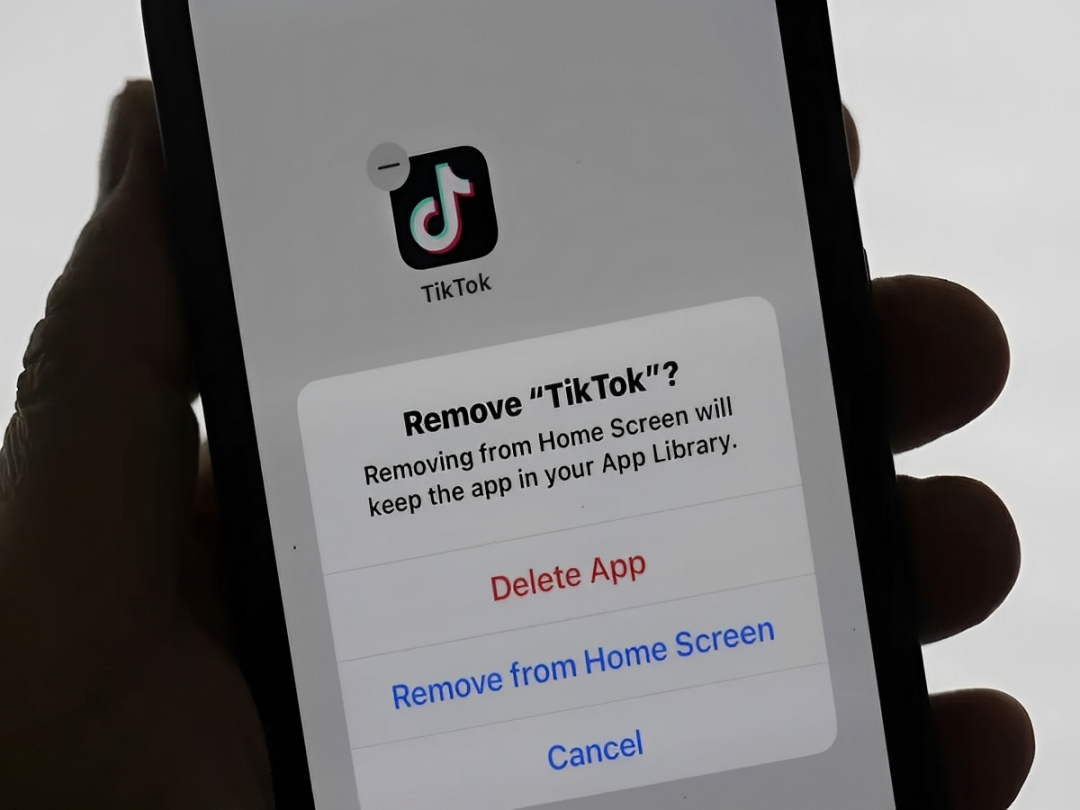 TikTok
Remove “TikTok”?
Removing from Home Screen will
keep the app in your App Library.
Delete App
Remove from Home Screen
Cancel